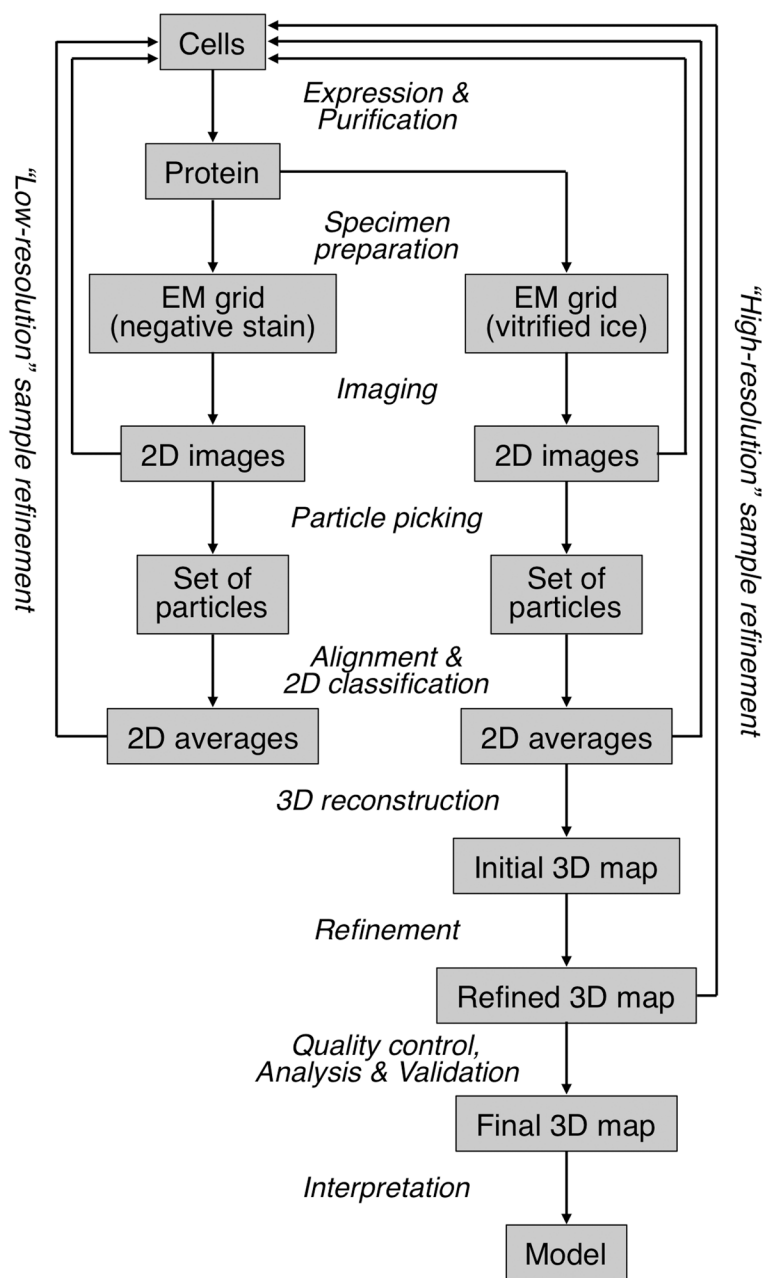 Cells
Expression &
Purification
Protein
Specimen
preparation
EM grid
(negative stain)
EM grid
(vitrified ice)
Imaging
2D images
2D images
Particle picking
Set of
particles
Set of
particles
Alignment &
2D classification
2D averages
2D averages
3D reconstruction
Initial 3D map
Refinement
Refined 3D map
Quality control,
Analysis & Validation
Final 3D map
Interpretation
Model
“Low-resolution” sample refinement
“High-resolution” sample refinement